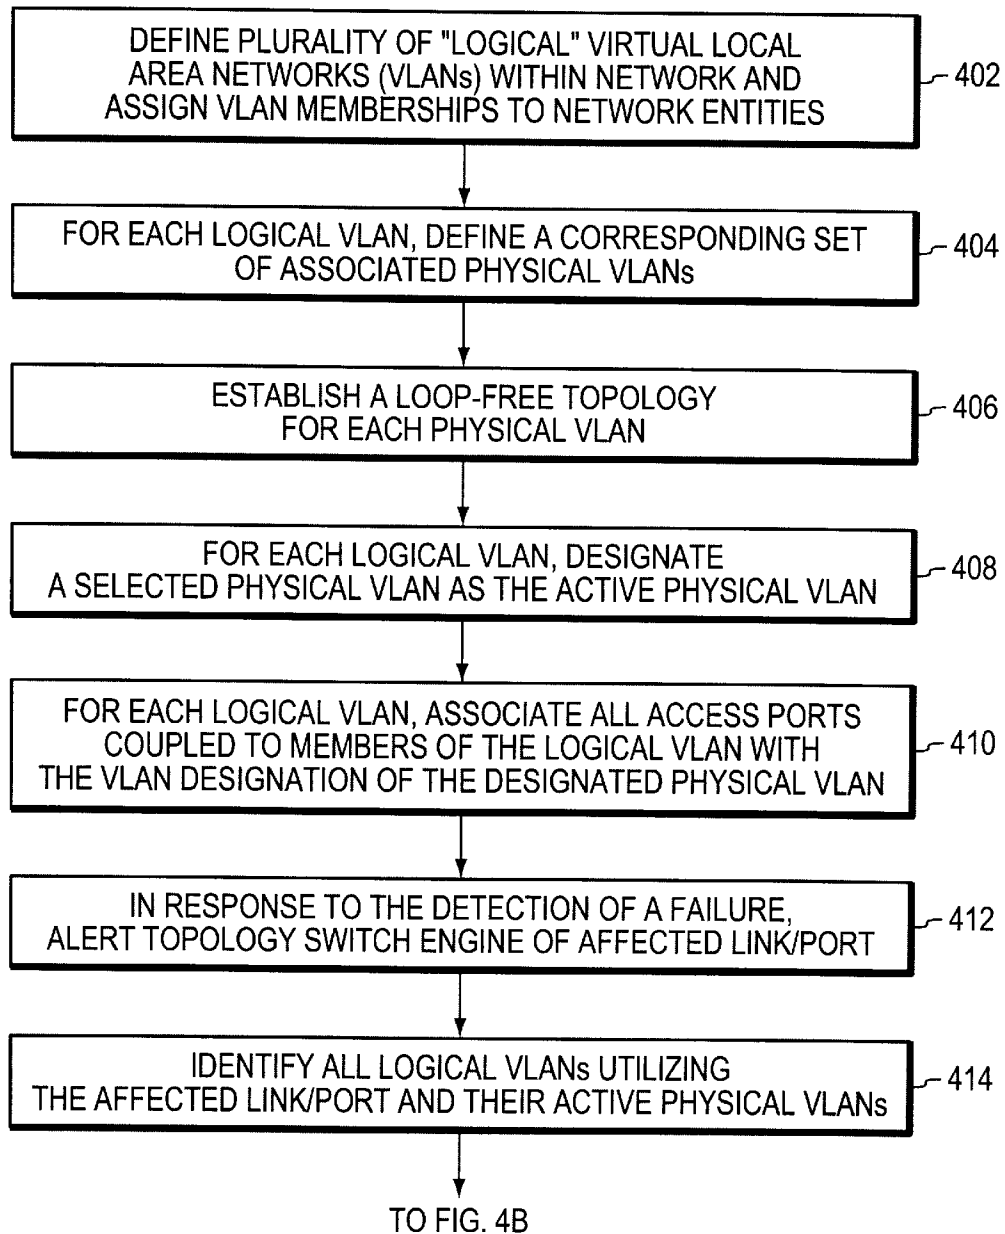 DEFINE PLURALITY OF "LOGICAL" VIRTUAL LOCAL
AREA NETWORKS (VLANs) WITHIN NETWORK AND
ASSIGN VLAN MEMBERSHIPS TO NETWORK ENTITIES
402
FOR EACH LOGICAL VLAN, DEFINE A CORRESPONDING SET
OF ASSOCIATED PHYSICAL VLANs
404
ESTABLISH A LOOP-FREE TOPOLOGY
FOR EACH PHYSICAL VLAN
406
FOR EACH LOGICAL VLAN, DESIGNATE
A SELECTED PHYSICAL VLAN AS THE ACTIVE PHYSICAL VLAN
408
FOR EACH LOGICAL VLAN, ASSOCIATE ALL ACCESS PORTS
COUPLED TO MEMBERS OF THE LOGICAL VLAN WITH
THE VLAN DESIGNATION OF THE DESIGNATED PHYSICAL VLAN
410
IN RESPONSE TO THE DETECTION OF A FAILURE,
ALERT TOPOLOGY SWITCH ENGINE OF AFFECTED LINK/PORT
412
IDENTIFY ALL LOGICAL VLANs UTILIZING
THE AFFECTED LINK/PORT AND THEIR ACTIVE PHYSICAL VLANs
414
TO FIG. 4B